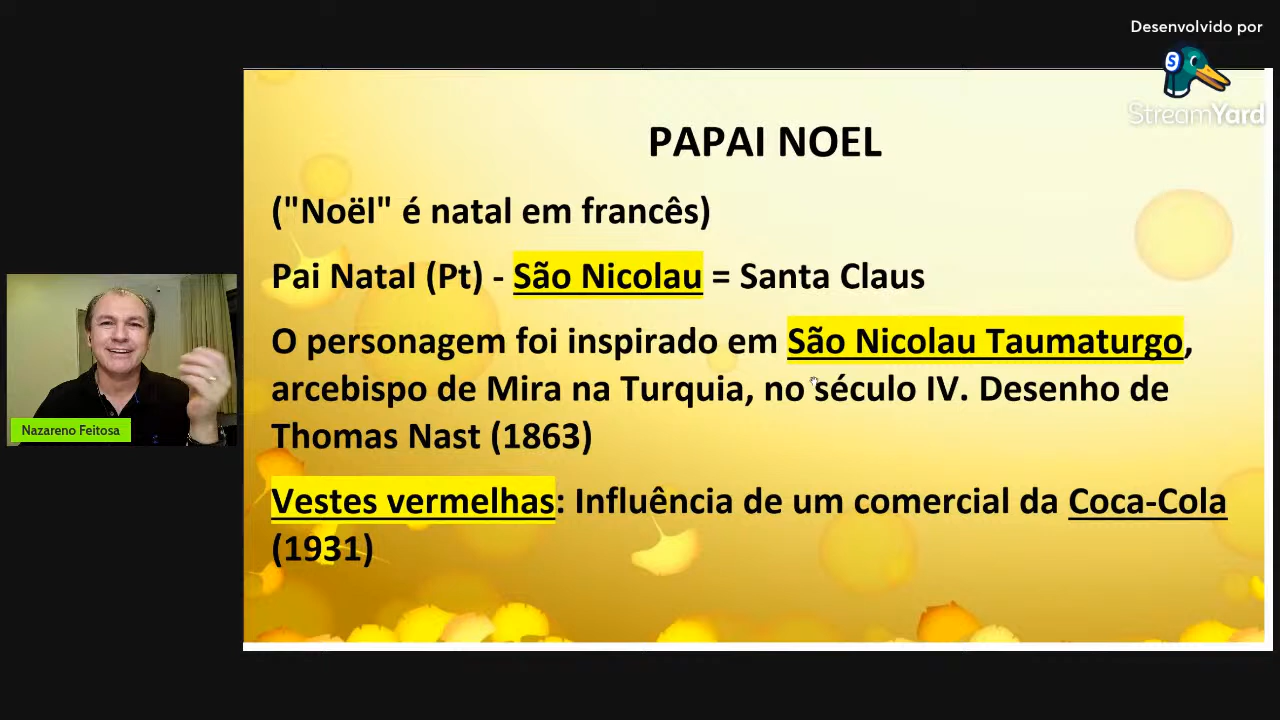 Desenvolvido por
StreamYard
PAPAI NOEL
("Noël" é natal em francês)
Pai Natal (Pt) - São Nicolau = Santa Claus
O personagem foi inspirado em São Nicolau Taumaturgo,
arcebispo de Mira na Turquia, no século IV. Desenho de
Thomas Nast (1863)
Vestes vermelhas: Influência de um comercial da Coca-Cola
(1931)
Nazareno Feitosa